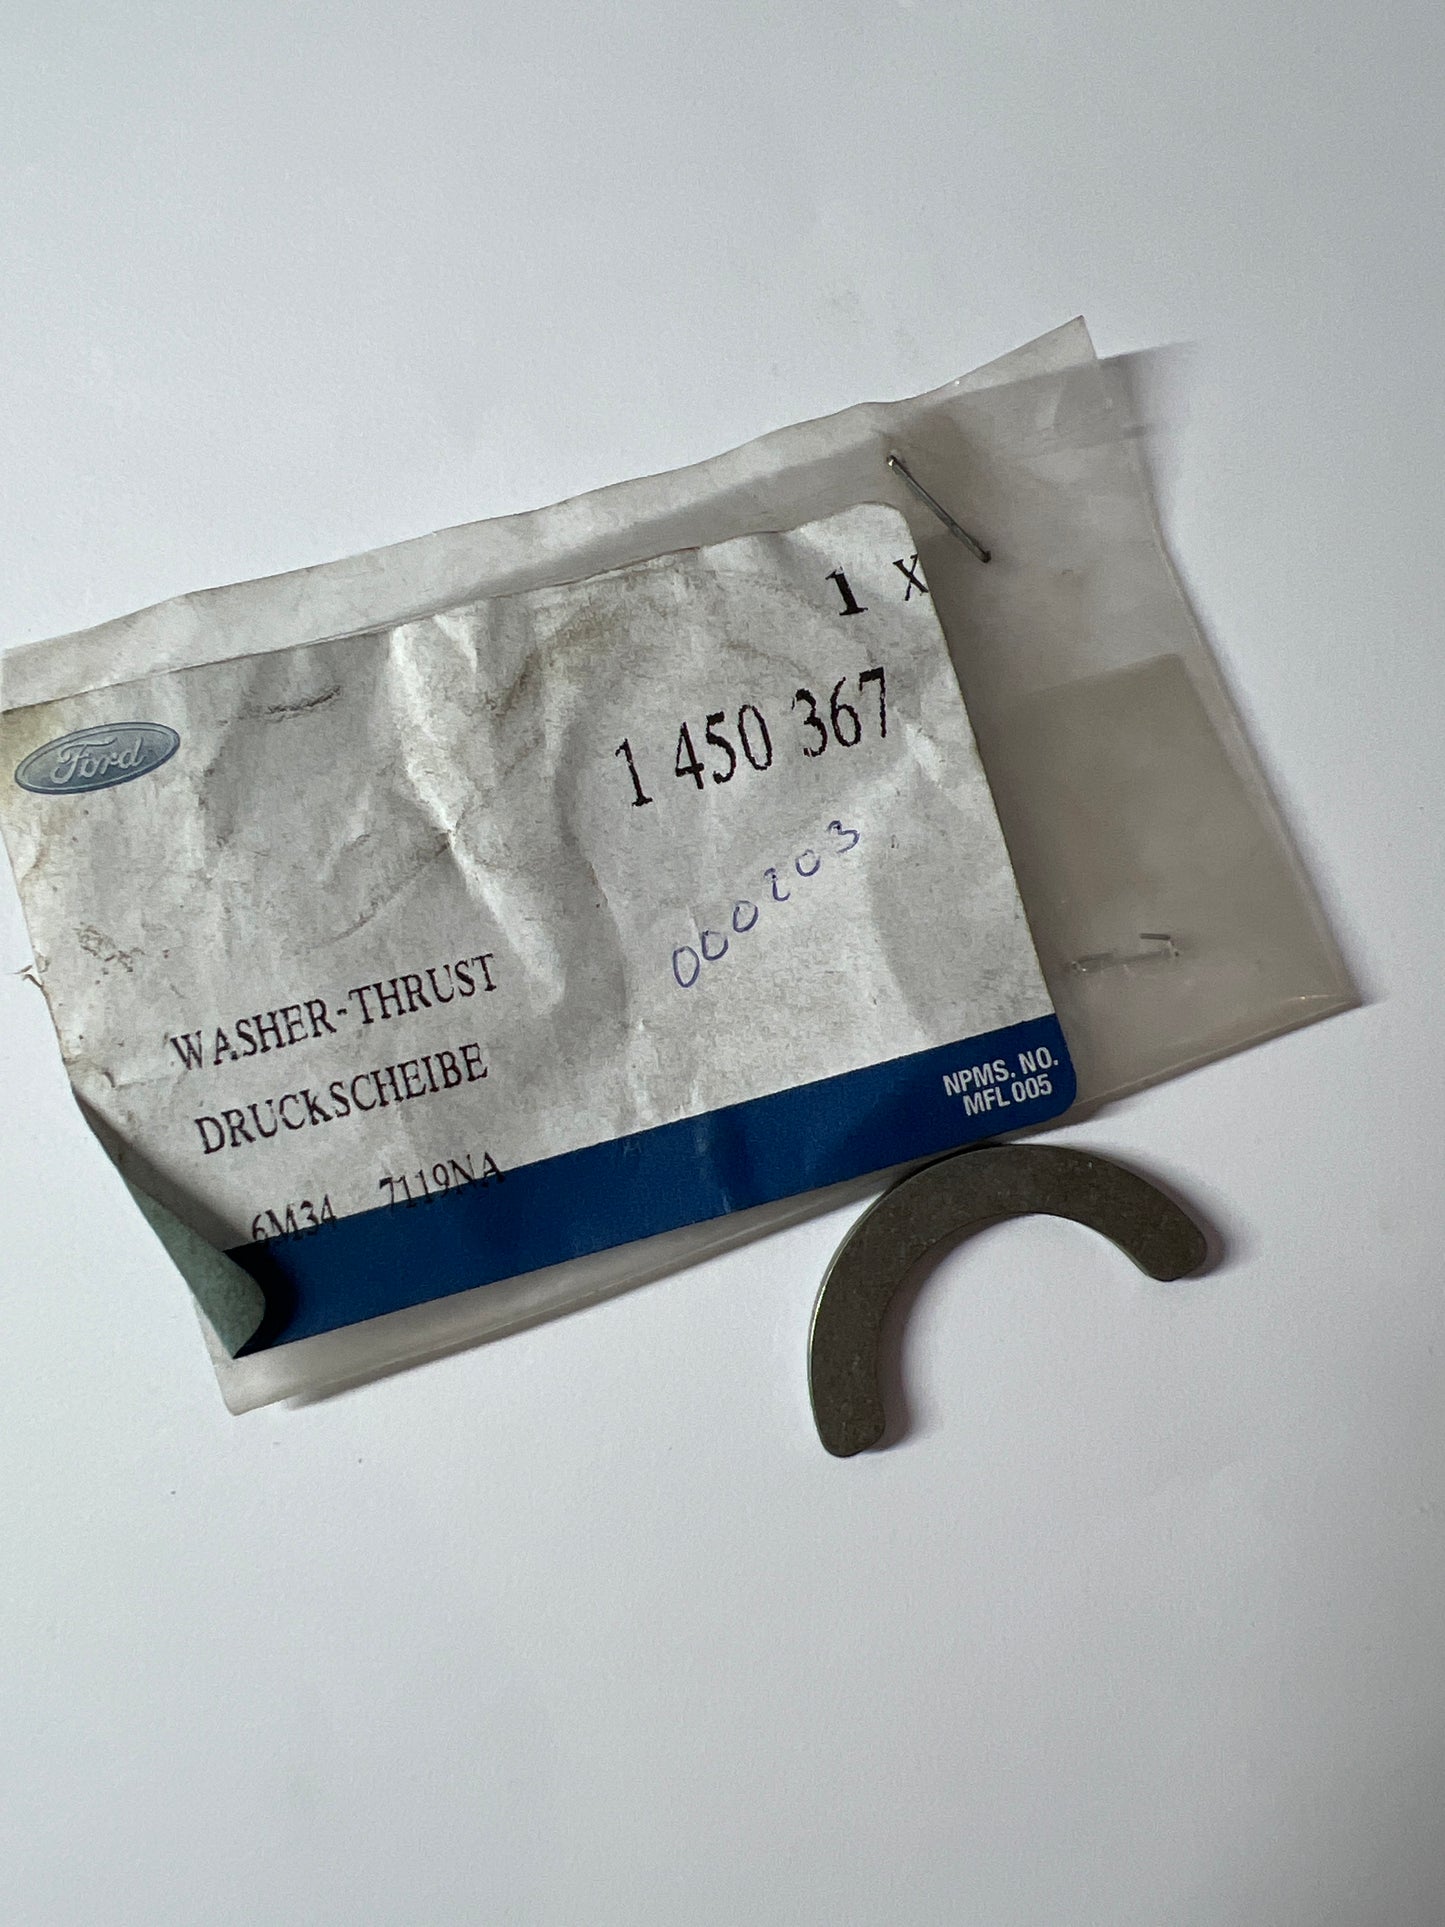 1 X
Ford
1 450 367
000203
WASHER-THRUST
DRUCKSCHEIBE
6M34 7119NA
NPMS. NO.
MFL 005